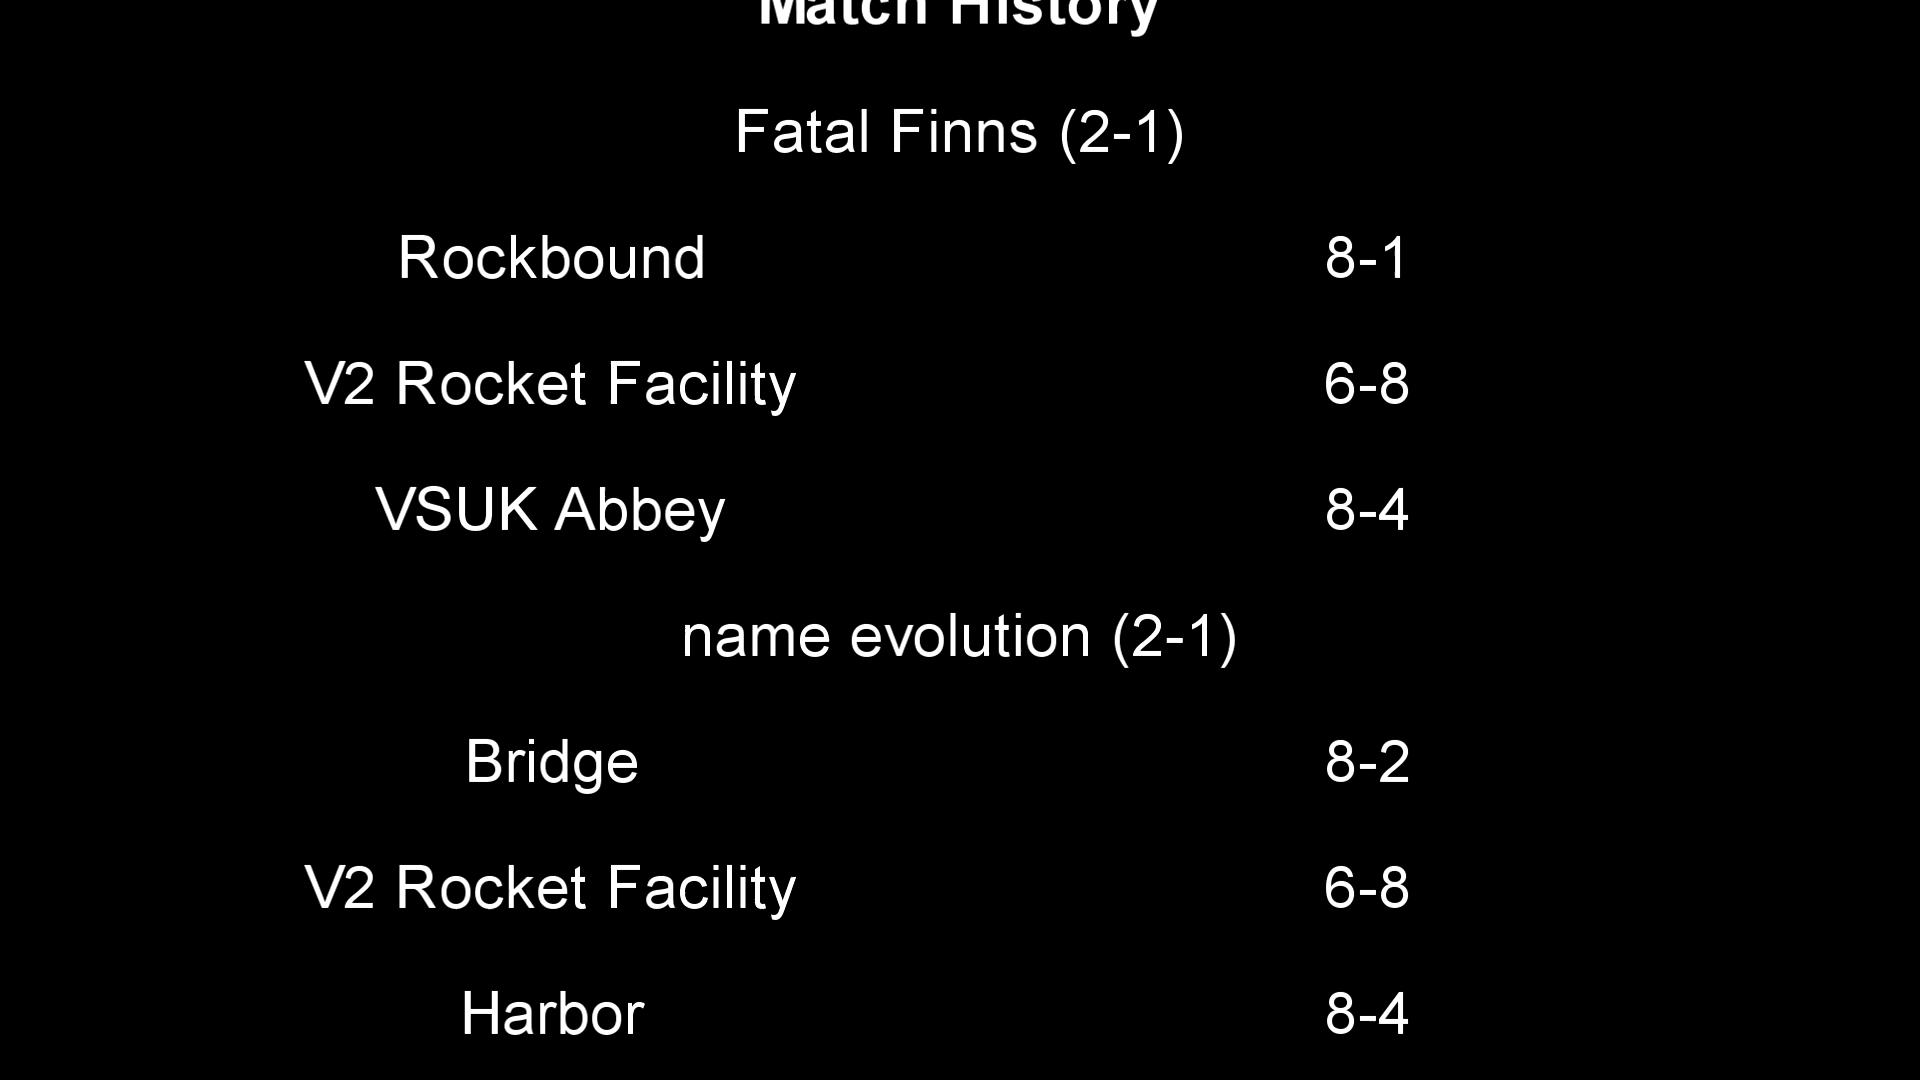 Match History
Fatal Finns (2-1)
Rockbound 8-1
V2 Rocket Facility 6-8
VSUK Abbey 8-4
name evolution (2-1)
Bridge 8-2
V2 Rocket Facility 6-8
Harbor 8-4